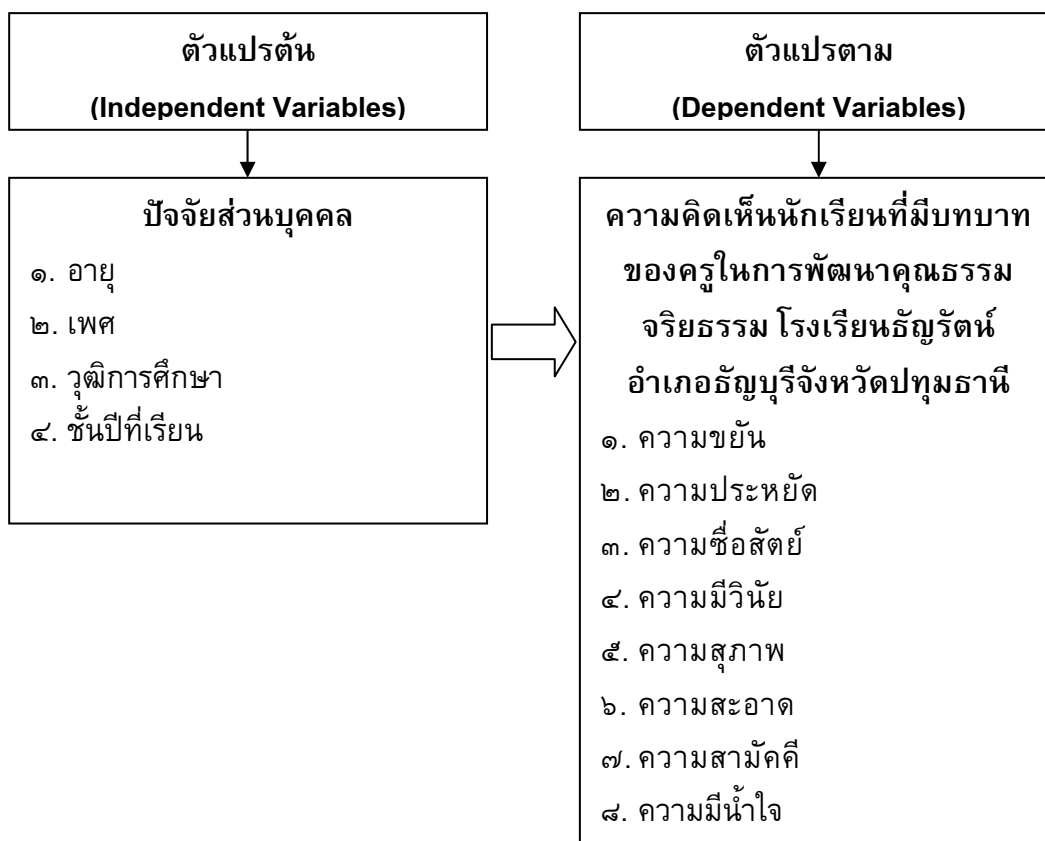 ตัวแปรต้น
(Independent Variables)
ปัจจัยส่วนบุคคล
๑. อายุ
๒. เพศ
๓. วุฒิการศึกษา
๔. ชั้นปีที่เรียน
ตัวแปรตาม
(Dependent Variables)
ความคิดเห็นนักเรียนที่มีบทบาท
ของครูในการพัฒนาคุณธรรม
จริยธรรม โรงเรียนธัญรัตน์
อำเภอธัญบุรีจังหวัดปทุมธานี
๑. ความขยัน
๒. ความประหยัด
๓. ความซื่อสัตย์
๔. ความมีวินัย
๕. ความสุภาพ
๖. ความสะอาด
๗. ความสามัคคี
๘. ความมีน้ำใจ